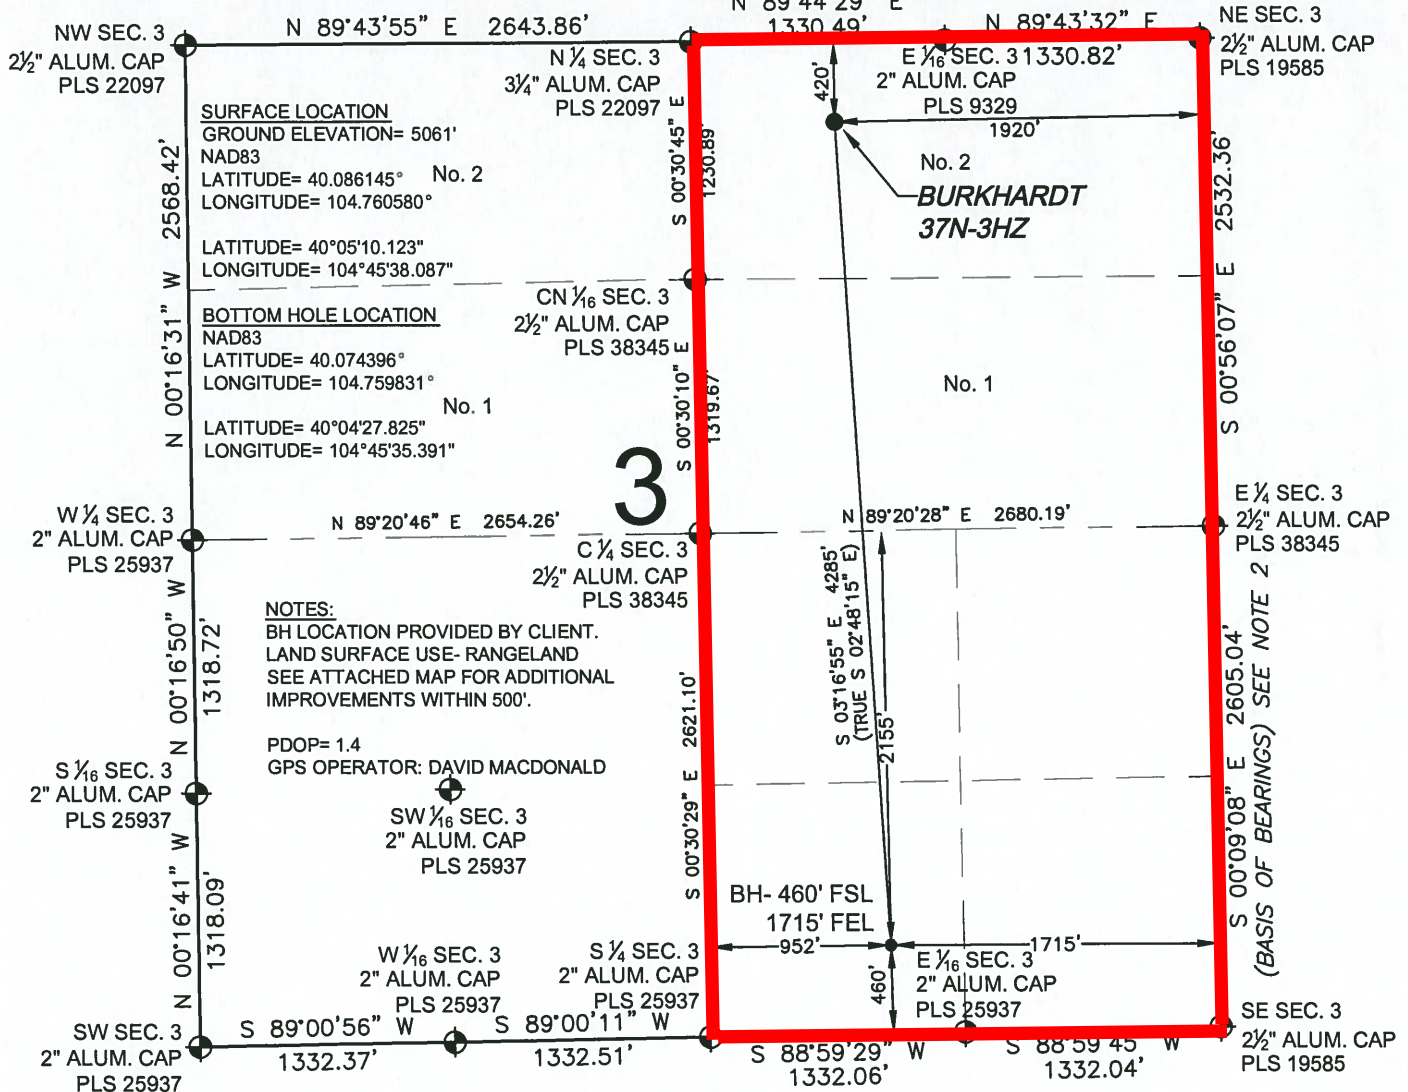 NW SEC. 3
2½" ALUM. CAP
PLS 22097
N 89°43'55" E 2643.86'
N ¼ SEC. 3
3¼" ALUM. CAP
PLS 22097
N 89°44'29" E
1330.49'
N 89°43'32" E
1330.82'
E 1/16 SEC. 3
2" ALUM. CAP
PLS 9329
NE SEC. 3
2½" ALUM. CAP
PLS 19585
420'
1920'
No. 2
BURKHARDT
37N-3HZ
SURFACE LOCATION
GROUND ELEVATION= 5061'
NAD83
LATITUDE= 40.086145°
LONGITUDE= 104.760580°
No. 2
LATITUDE= 40°05'10.123"
LONGITUDE= 104°45'38.087"
BOTTOM HOLE LOCATION
NAD83
LATITUDE= 40.074396°
LONGITUDE= 104.759831°
No. 1
LATITUDE= 40°04'27.825"
LONGITUDE= 104°45'35.391"
N 00°16'31" W 2568.42'
S 00°30'45" E
1230.89'
CN 1/16 SEC. 3
2½" ALUM. CAP
PLS 38345
S 00°30'10" E
1319.67'
No. 1
S 00°56'07" E 2532.36'
3
W ¼ SEC. 3
2" ALUM. CAP
PLS 25937
N 89°20'46" E 2654.26'
C ¼ SEC. 3
2½" ALUM. CAP
PLS 38345
N 89°20'28" E 2680.19'
E ¼ SEC. 3
2½" ALUM. CAP
PLS 38345
NOTES:
BH LOCATION PROVIDED BY CLIENT.
LAND SURFACE USE- RANGELAND
SEE ATTACHED MAP FOR ADDITIONAL
IMPROVEMENTS WITHIN 500'.
PDOP= 1.4
GPS OPERATOR: DAVID MACDONALD
N 00°16'50" W
1318.72'
S 00°30'29" E 2621.10'
S 03°16'55" E 4285'
(TRUE S 02°48'15" E)
2155'
S 00°09'08" E 2605.04'
(BASIS OF BEARINGS) SEE NOTE 2
S 1/16 SEC. 3
2" ALUM. CAP
PLS 25937
SW 1/16 SEC. 3
2" ALUM. CAP
PLS 25937
N 00°16'41" W
1318.09'
BH- 460' FSL
1715' FEL
952'
1715'
460'
W 1/16 SEC. 3
2" ALUM. CAP
PLS 25937
S ¼ SEC. 3
2" ALUM. CAP
PLS 25937
E 1/16 SEC. 3
2" ALUM. CAP
PLS 25937
SW SEC. 3
2" ALUM. CAP
PLS 25937
S 89°00'56" W
1332.37'
S 89°00'11" W
1332.51'
S 88°59'29" W
1332.06'
S 88°59'45" W
1332.04'
SE SEC. 3
2½" ALUM. CAP
PLS 19585